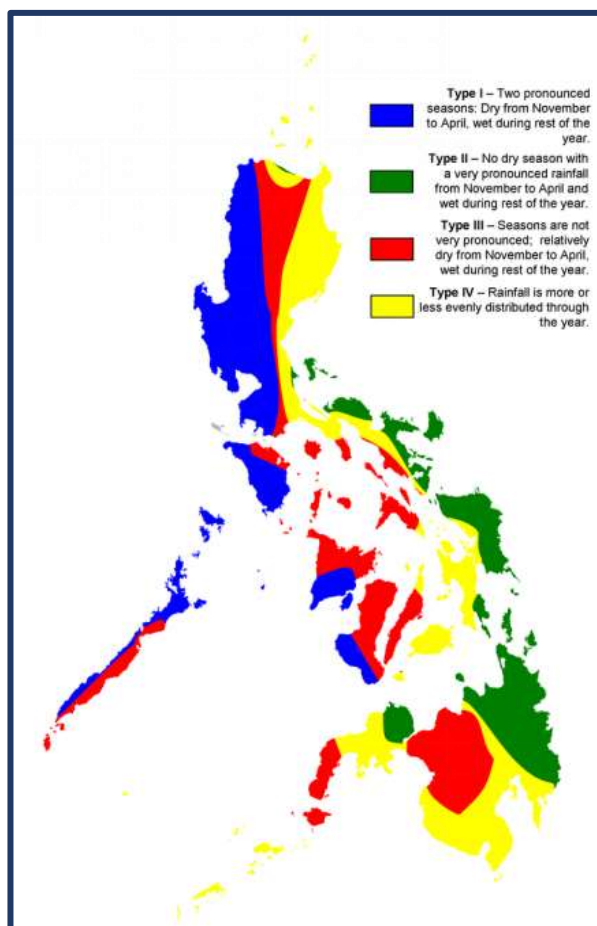 Type I – Two pronounced
seasons: Dry from November
to April, wet during rest of the
year.
Type II – No dry season with
a very pronounced rainfall
from November to April and
wet during rest of the year.
Type III – Seasons are not
very pronounced; relatively
dry from November to April,
wet during rest of the year.
Type IV – Rainfall is more or
less evenly distributed through
the year.